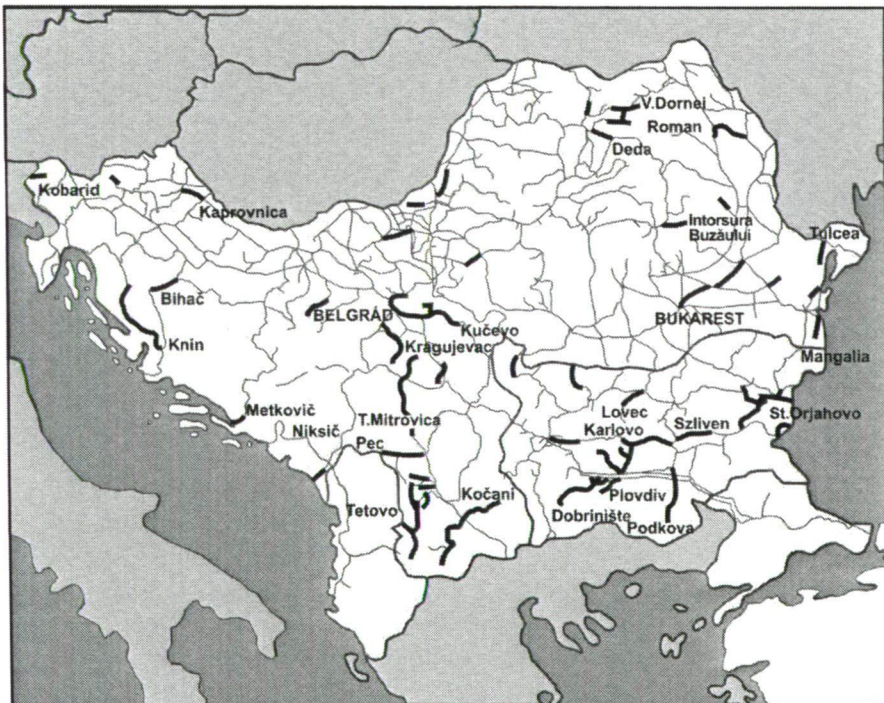 V.Dornei
Roman
Deda
Kobarid
Kaprovnica
Intorsura
Buzăului
Tulcea
Bihač
BELGRÁD
BUKAREST
Kučevo
Knin
Kragujevac
Mangalia
Metkovič
Lovec
St.Orjahovo
T.Mitrovica
Karlovo
Szliven
Niksič
Pec
Kočani
Plovdiv
Tetovo
Dobrinište
Podkova